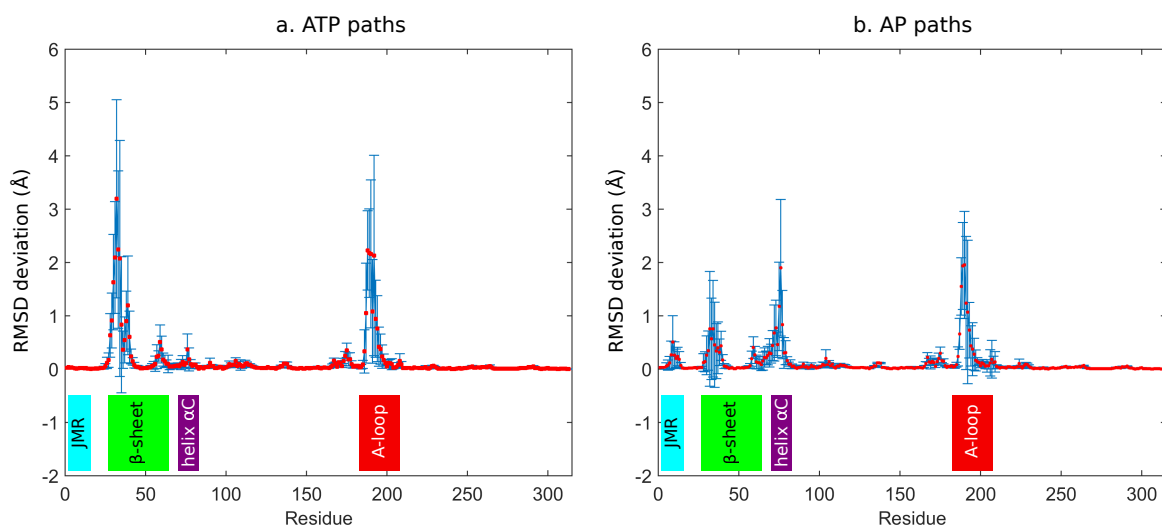 a. ATP paths
RMSD deviation (Å)
6
5
4
3
2
1
0
-1
-2
JMR
β-sheet
helix αC
A-loop
0 50 100 150 200 250 300
Residue
b. AP paths
RMSD deviation (Å)
6
5
4
3
2
1
0
-1
-2
JMR
β-sheet
helix αC
A-loop
0 50 100 150 200 250 300
Residue